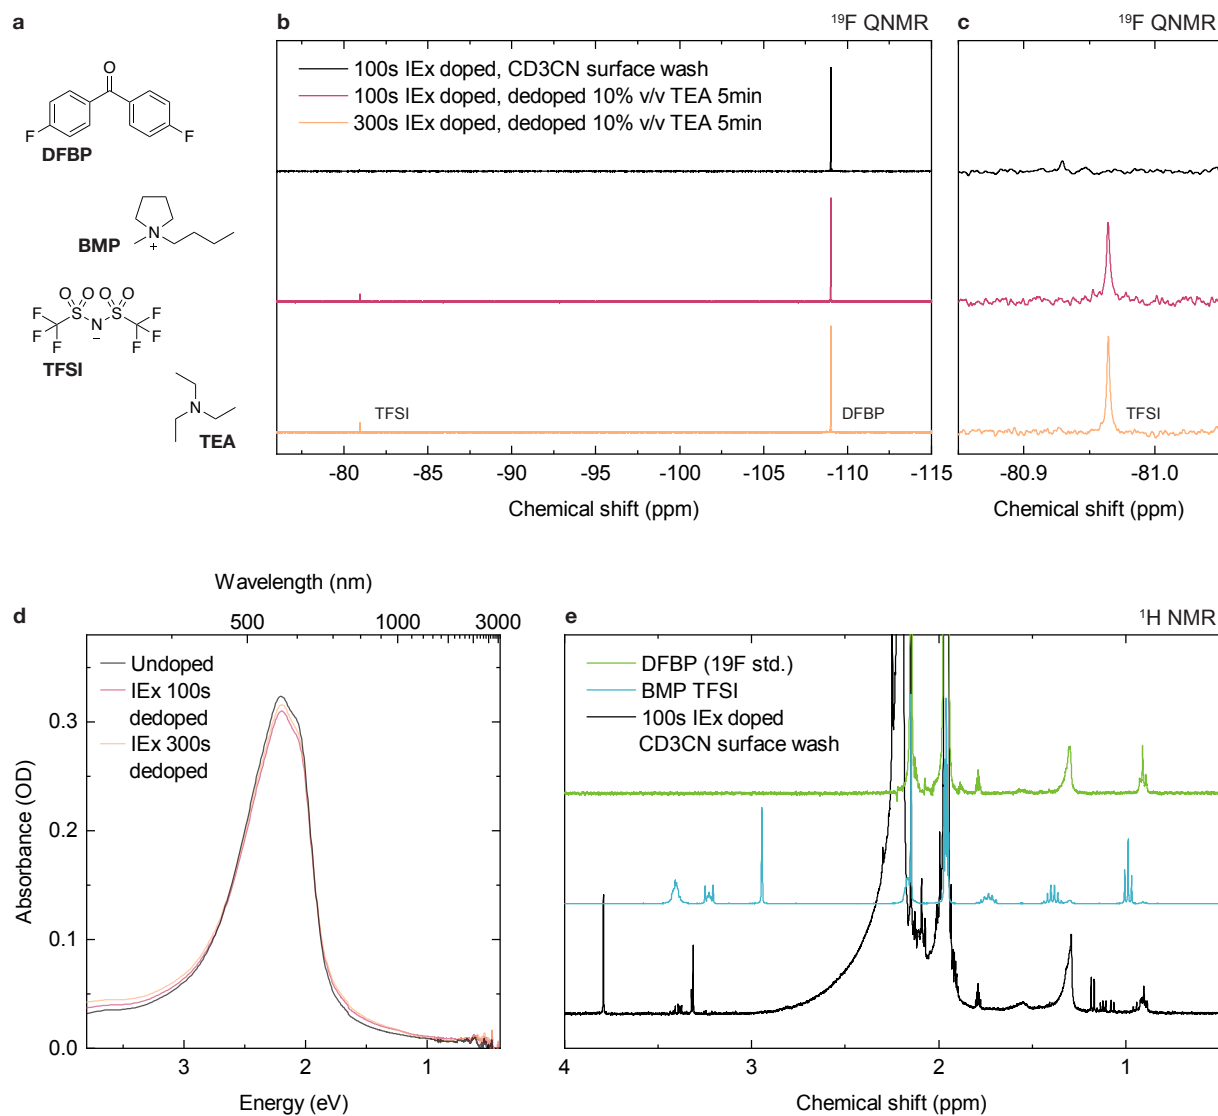 a
O
F
F
DFBP
BMP
N
+
O O O O
S S
F N F
F F
F − F
TFSI
N
TEA
b
¹⁹F QNMR
100s IEx doped, CD3CN surface wash
100s IEx doped, dedoped 10% v/v TEA 5min
300s IEx doped, dedoped 10% v/v TEA 5min
TFSI
DFBP
-80 -85 -90 -95 -100 -105 -110 -115
Chemical shift (ppm)
c
¹⁹F QNMR
TFSI
-80.9 -81.0
Chemical shift (ppm)
d
Wavelength (nm)
500 1000 3000
Undoped
IEx 100s
dedoped
IEx 300s
dedoped
Absorbance (OD)
0.3
0.2
0.1
0.0
3 2 1
Energy (eV)
e
¹H NMR
DFBP (19F std.)
BMP TFSI
100s IEx doped
CD3CN surface wash
4 3 2 1
Chemical shift (ppm)